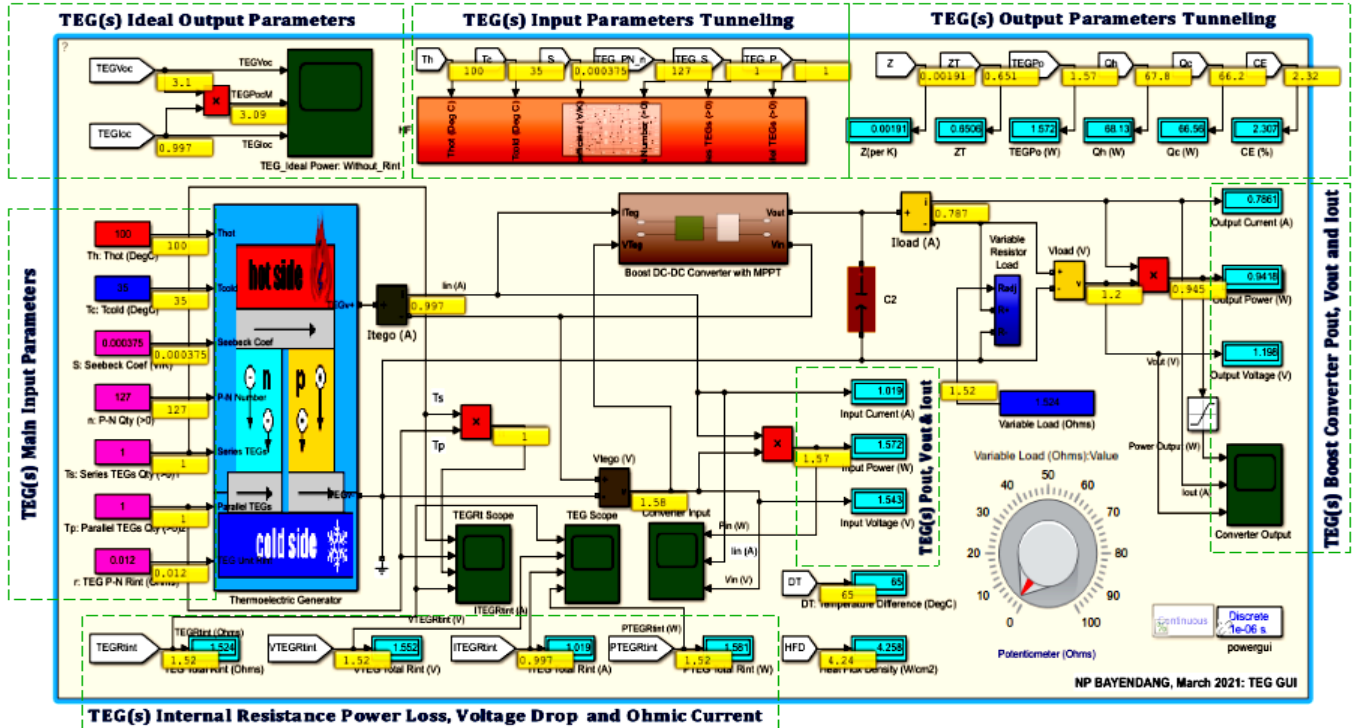 TEG(s) Ideal Output Parameters
TEG(s) Input Parameters Tunneling
TEG(s) Output Parameters Tunneling
?
TEGVoc
TEGVoc
3.1
TEGPocM
3.09
TEGIoc
TEGIoc
0.997
TEG_Ideal Power: Without_Rint
Th
Tc
S
TEG_PN_n
TEG_S
TEG_P
100
35
0.000375
127
1
1
Thot (Deg C)
Tcold (Deg C)
Z
ZT
TEGPo
Qh
Qc
CE
0.00191
0.651
1.57
67.8
66.2
2.32
0.00191
0.6506
1.572
68.13
66.56
2.307
Z(per K)
ZT
TEGPo (W)
Qh (W)
Qc (W)
CE (%)
TEG(s) Main Input Parameters
100
100
Th: Thot (DegC)
35
35
Tc: Tcold (DegC)
0.000375
0.000375
S: Seebeck Coef (V/K)
127
127
n: P-N Qty (>0)
1
1
Ts: Series TEGs Qty (>0)1
1
1
Tp: Parallel TEGs Qty (>0)2
0.012
0.012
r: TEG P-N Rint (Ohms)
Thot
Tcold
Seebeck Coef
P-N Number
Series TEGs
Parallel TEGs
hot side
n
p
cold side
TEGv+
Thermoelectric Generator
Itego (A)
i
Iin (A)
0.997
ITeg
VTeg
Vout
Vin
Boost DC-DC Converter with MPPT
C2
Iload (A)
i
0.787
Variable
Resistor
Load
Radj
Vload (V)
v
1.2
0.945
0.7861
Output Current (A)
0.9418
Output Power (W)
1.198
Output Voltage (V)
Vout (V)
Power Output (W)
Iout (A)
Converter Output
TEG(s) Boost Converter Pout, Vout and Iout
Ts
Tp
1
Vtego (V)
1.58
1.57
1.019
Input Current (A)
1.572
Input Power (W)
1.543
Input Voltage (V)
TEG(s) Pout, Vout & Iout
1.52
1.524
Variable Load (Ohms)
TEGRt Scope
TEG Scope
Converter Input
Pin (W)
Iin (A)
Vin (V)
ITEGRtint (A)
VTEGRtint (V)
DT
65
65
DT: Temperature Difference (DegC)
Variable Load (Ohms):Value
0
10
20
30
40
50
60
70
80
90
100
Potentiometer (Ohms)
Continuous
Discrete
1e-06 s.
powergui
TEGRtint
TEGRtint (Ohms)
1.52
1.524
TEG Total Rint (Ohms)
VTEGRtint
1.52
1.552
VTEG Total Rint (V)
ITEGRtint
0.997
1.019
ITEG Total Rint (A)
PTEGRtint
PTEGRtint (W)
1.52
1.581
PTEG Total Rint (W)
HFD
4.24
4.258
Heat Flux Density (W/cm2)
NP BAYENDANG, March 2021: TEG GUI
TEG(s) Internal Resistance Power Loss, Voltage Drop and Ohmic Current